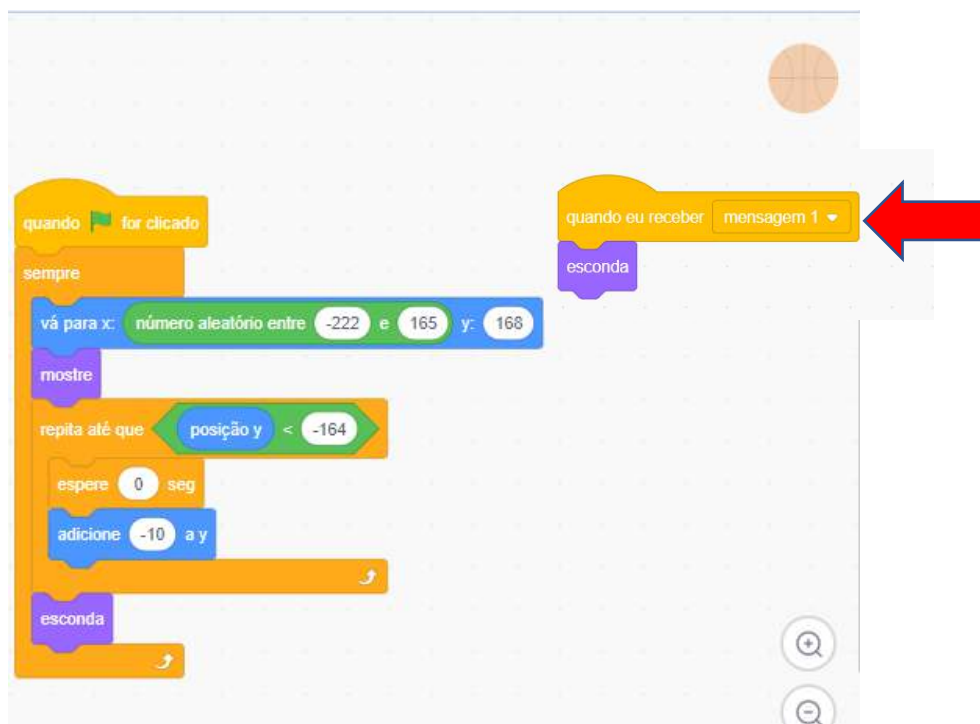 quando for clicado
sempre
vá para x: número aleatório entre -222 e 165 y: 168
mostre
repita até que posição y < -164
espere 0 seg
adicione -10 a y
esconda
quando eu receber mensagem 1
esconda